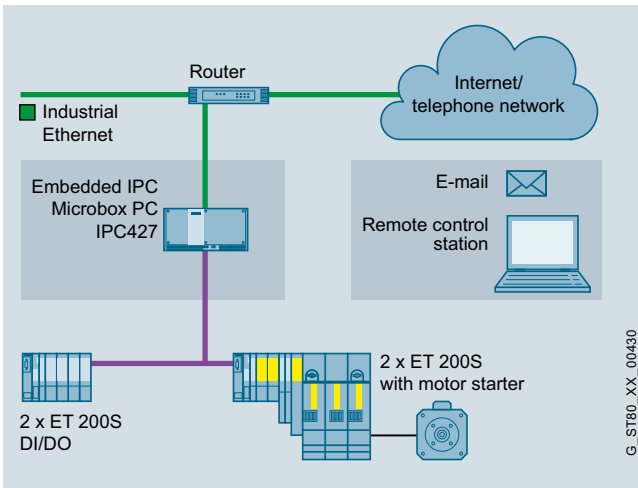 Router
Internet/
telephone network
Industrial
Ethernet
Embedded IPC
Microbox PC
IPC427
E-mail
Remote control
station
2 x ET 200S
DI/DO
2 x ET 200S
with motor starter
G_ST80_XX_00430